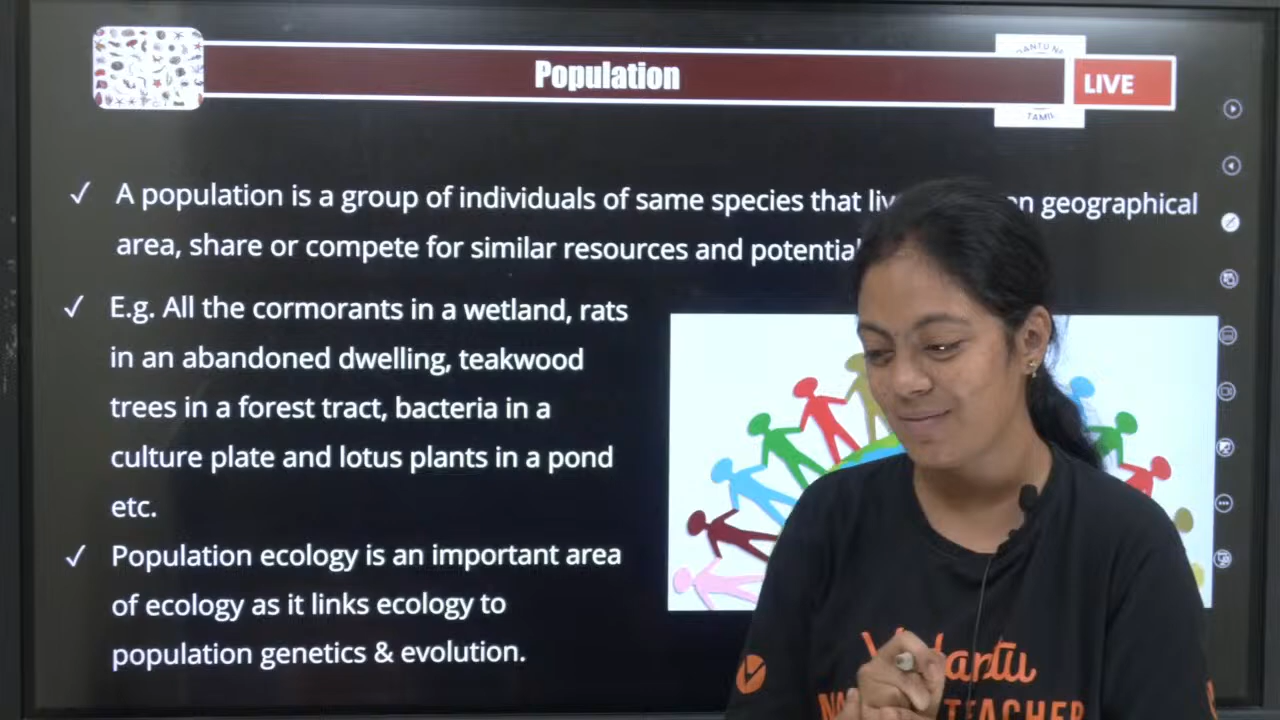 Population
LIVE
TAMIL
A population is a group of individuals of same species that geographical
area, share or compete for similar resources and
E.g. All the cormorants in a wetland, rats
in an abandoned dwelling, teakwood
trees in a forest tract, bacteria in a
culture plate and lotus plants in a pond
etc.
Population ecology is an important area
of ecology as it links ecology to
population genetics & evolution.
TEACHER